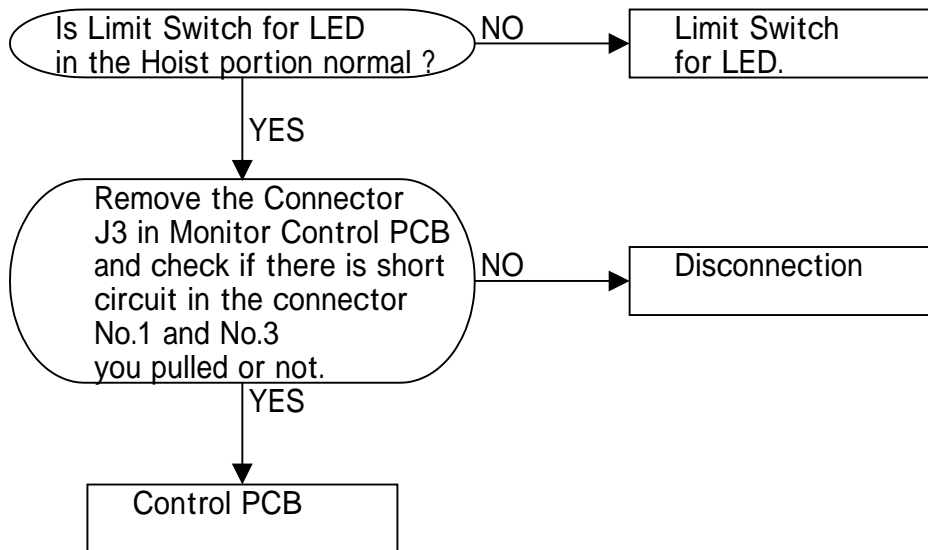 Is Limit Switch for LED
in the Hoist portion normal ?
NO
Limit Switch
for LED.
YES
Remove the Connector
J3 in Monitor Control PCB
and check if there is short
circuit in the connector
No.1 and No.3
you pulled or not.
NO
Disconnection
YES
Control PCB